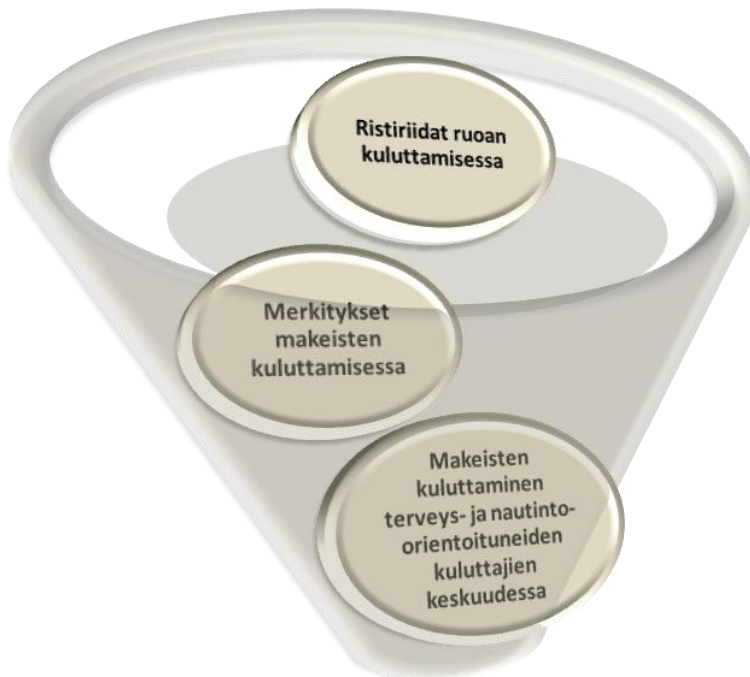 Ristiriidat ruoan
kuluttamisessa
Merkitykset
makeisten
kuluttamisessa
Makeisten
kuluttaminen
terveys- ja nautinto-
orientoituneiden
kuluttajien
keskuudessa